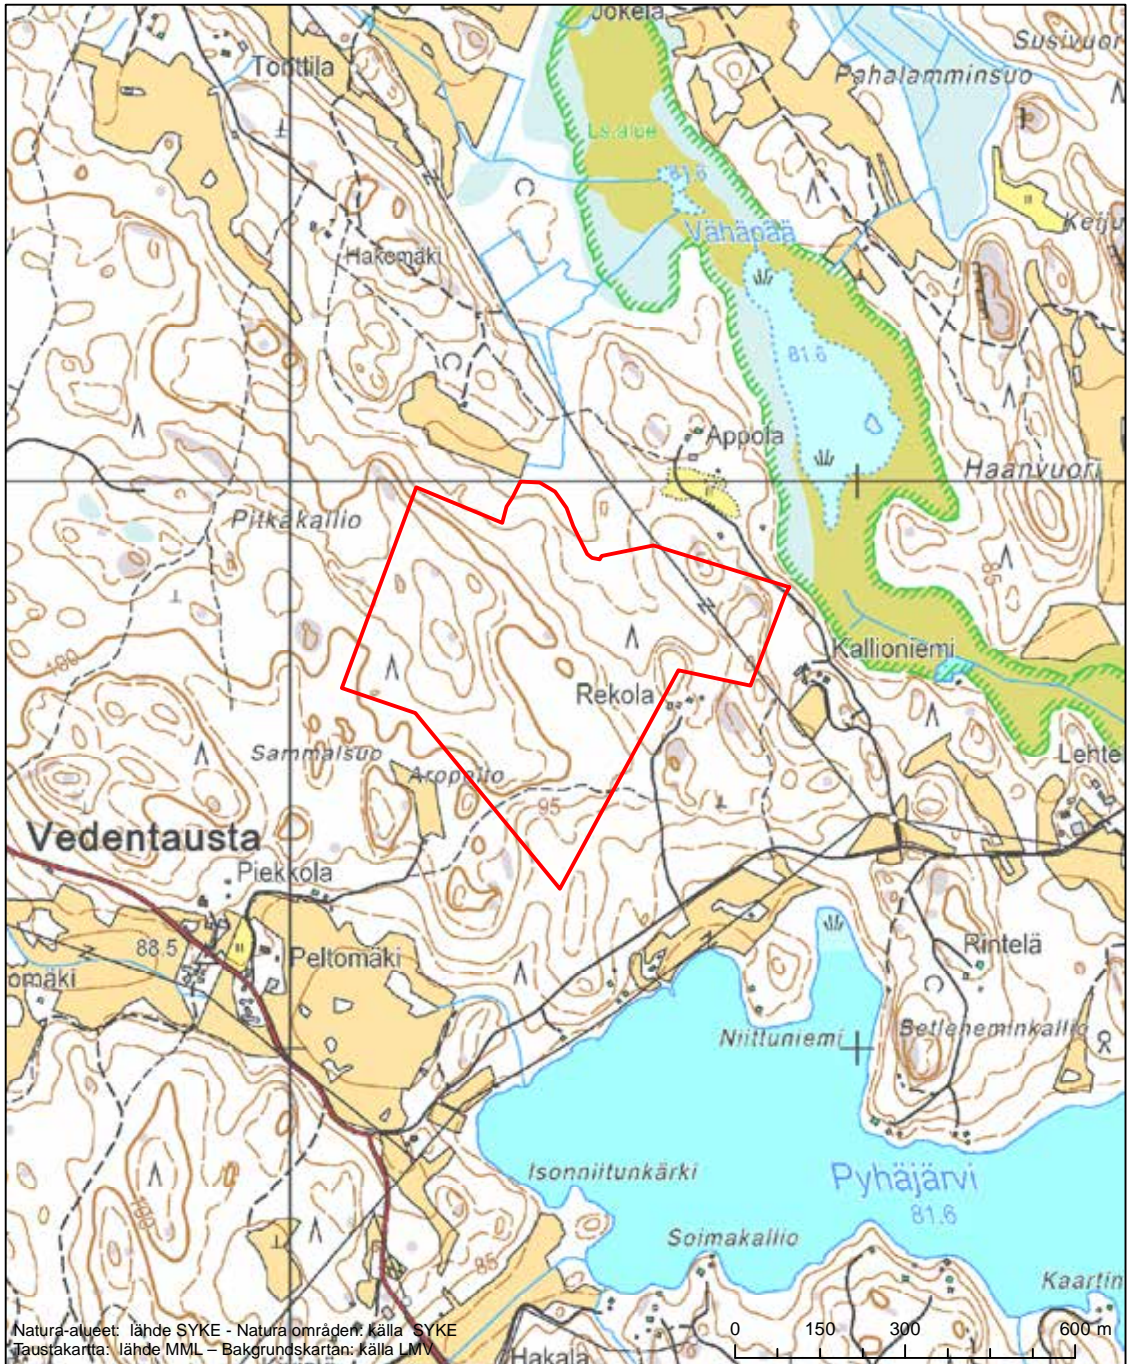 Jokela
Susivuor
Tonttila
Pahalamminsuo
Ls.alue
81.6
Keiju
Vähäpää
Hakomäki
81.6
Appola
Haanvuori
Pitkäkallio
85
100
Kallioniemi
Rekola
Sammalsuo
Aroppito
Lehte
95
Vedentausta
Piekkola
88.5
Peltomäki
Rintelä
omäki
Niittuniemi
Betleheminkallio
Isonniitunkärki
Pyhäjärvi
81.6
100
Soimakallio
85
Kaartin
Natura-alueet: lähde SYKE - Natura områden: källa SYKE
0 150 300 600 m
Taustakartta: lähde MML – Bakgrundskartan: källa LMV
Hakala